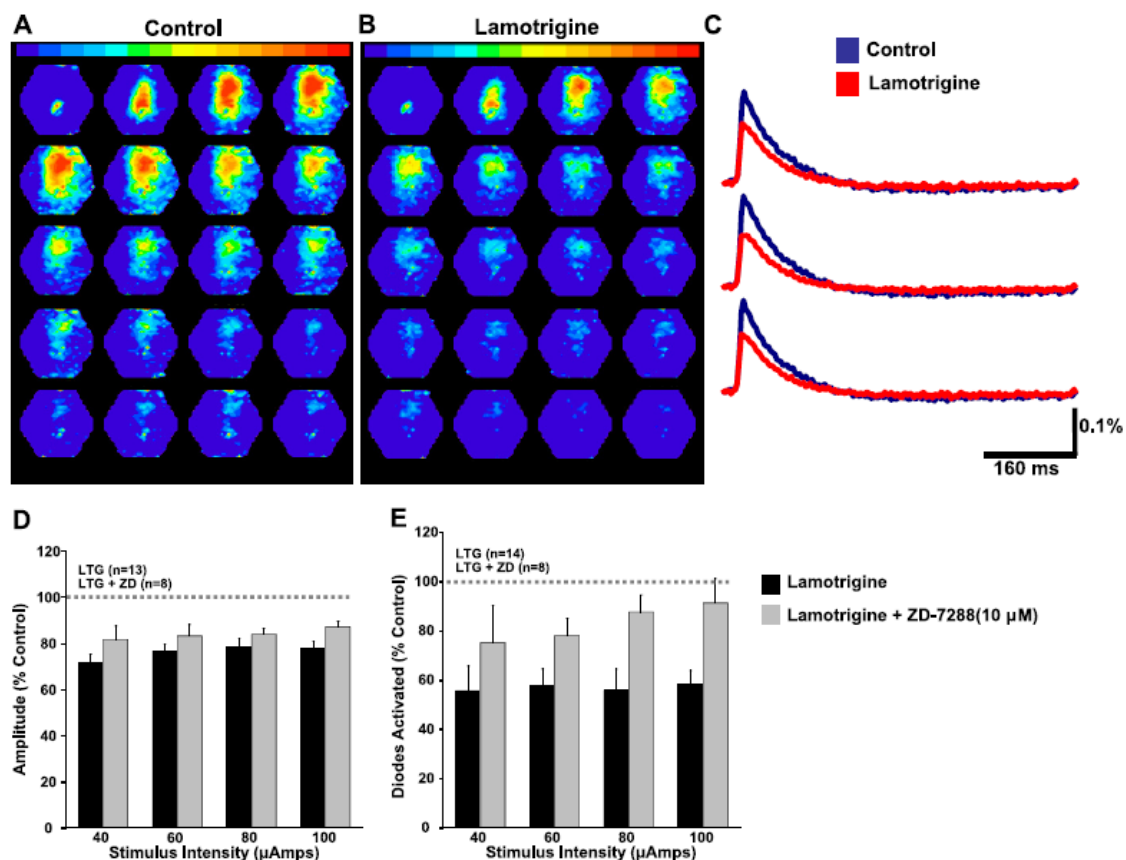 A
Control
B
Lamotrigine
C
Control
Lamotrigine
0.1%
160 ms
D
LTG (n=13)
LTG + ZD (n=8)
Amplitude (% Control)
120
100
80
60
40
20
0
40 60 80 100
Stimulus Intensity (µAmps)
E
LTG (n=14)
LTG + ZD (n=8)
Diodes Activated (% Control)
120
100
80
60
40
20
0
40 60 80 100
Stimulus Intensity (µAmps)
Lamotrigine
Lamotrigine + ZD-7288(10 µM)